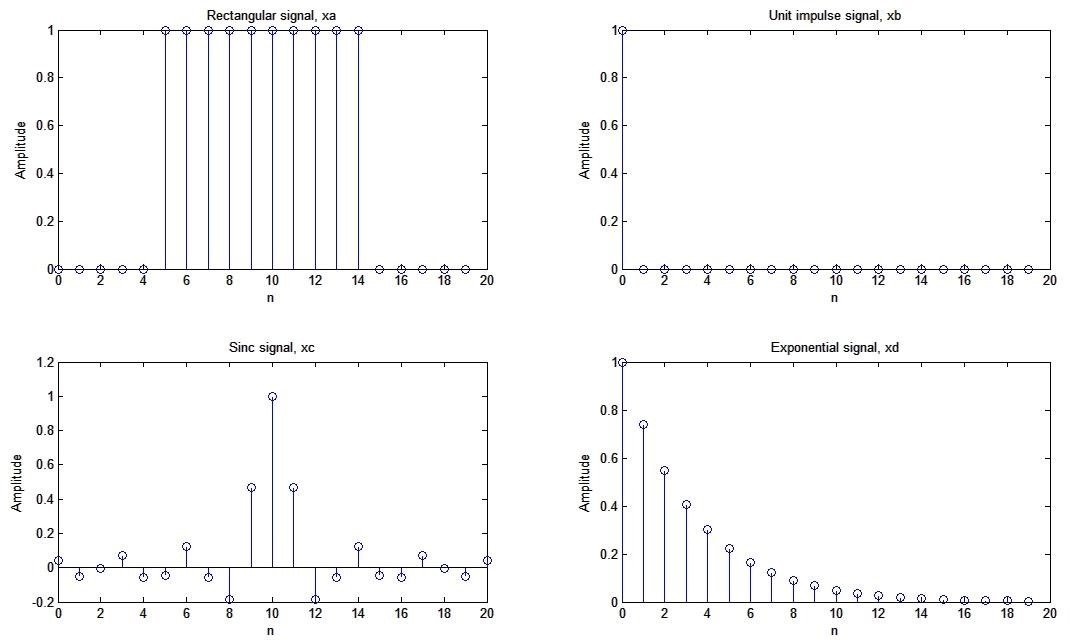 Rectangular signal, xa
1
0.8
0.6
0.4
0.2
0
Amplitude
0 2 4 6 8 10 12 14 16 18 20
n
Unit impulse signal, xb
1
0.8
0.6
0.4
0.2
0
Amplitude
0 2 4 6 8 10 12 14 16 18 20
n
Sinc signal, xc
1.2
1
0.8
0.6
0.4
0.2
0
-0.2
Amplitude
0 2 4 6 8 10 12 14 16 18 20
n
Exponential signal, xd
1
0.8
0.6
0.4
0.2
0
Amplitude
0 2 4 6 8 10 12 14 16 18 20
n